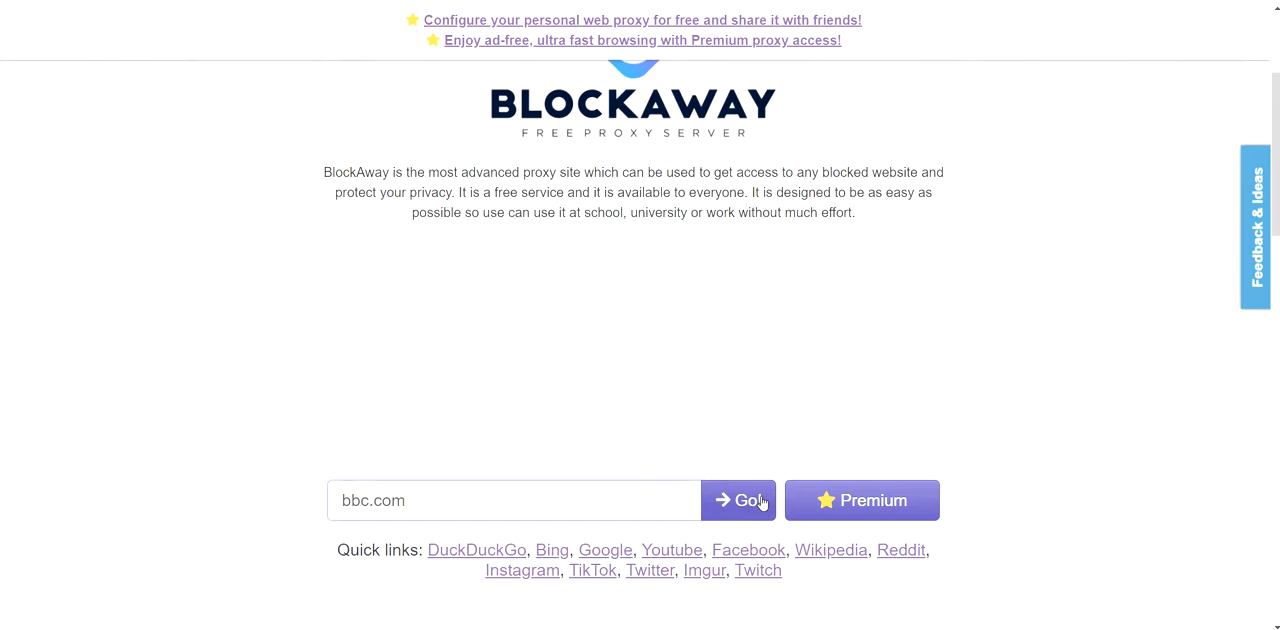 Configure your personal web proxy for free and share it with friends!
Enjoy ad-free, ultra fast browsing with Premium proxy access!
BLOCKAWAY
FREE PROXY SERVER
BlockAway is the most advanced proxy site which can be used to get access to any blocked website and
protect your privacy. It is a free service and it is available to everyone. It is designed to be as easy as
possible so use can use it at school, university or work without much effort.
Feedback & Ideas
bbc.com
Go!
Premium
Quick links: DuckDuckGo, Bing, Google, Youtube, Facebook, Wikipedia, Reddit,
Instagram, TikTok, Twitter, Imgur, Twitch